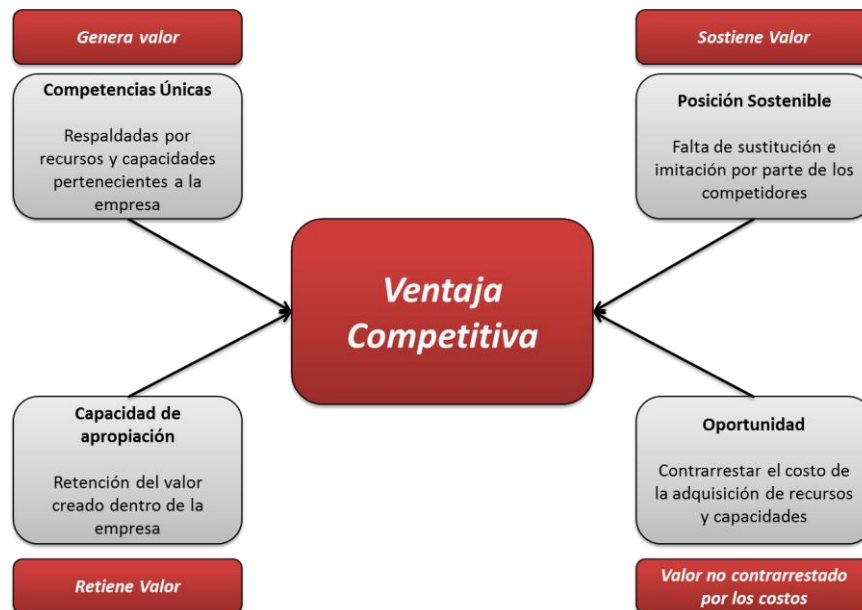 Genera valor
Competencias Únicas
Respaldadas por
recursos y capacidades
pertenecientes a la
empresa
Sostiene Valor
Posición Sostenible
Falta de sustitución e
imitación por parte de los
competidores
Ventaja
Competitiva
Capacidad de
apropiación
Retención del valor
creado dentro de la
empresa
Retiene Valor
Oportunidad
Contrarrestar el costo de
la adquisición de recursos
y capacidades
Valor no contrarrestado
por los costos